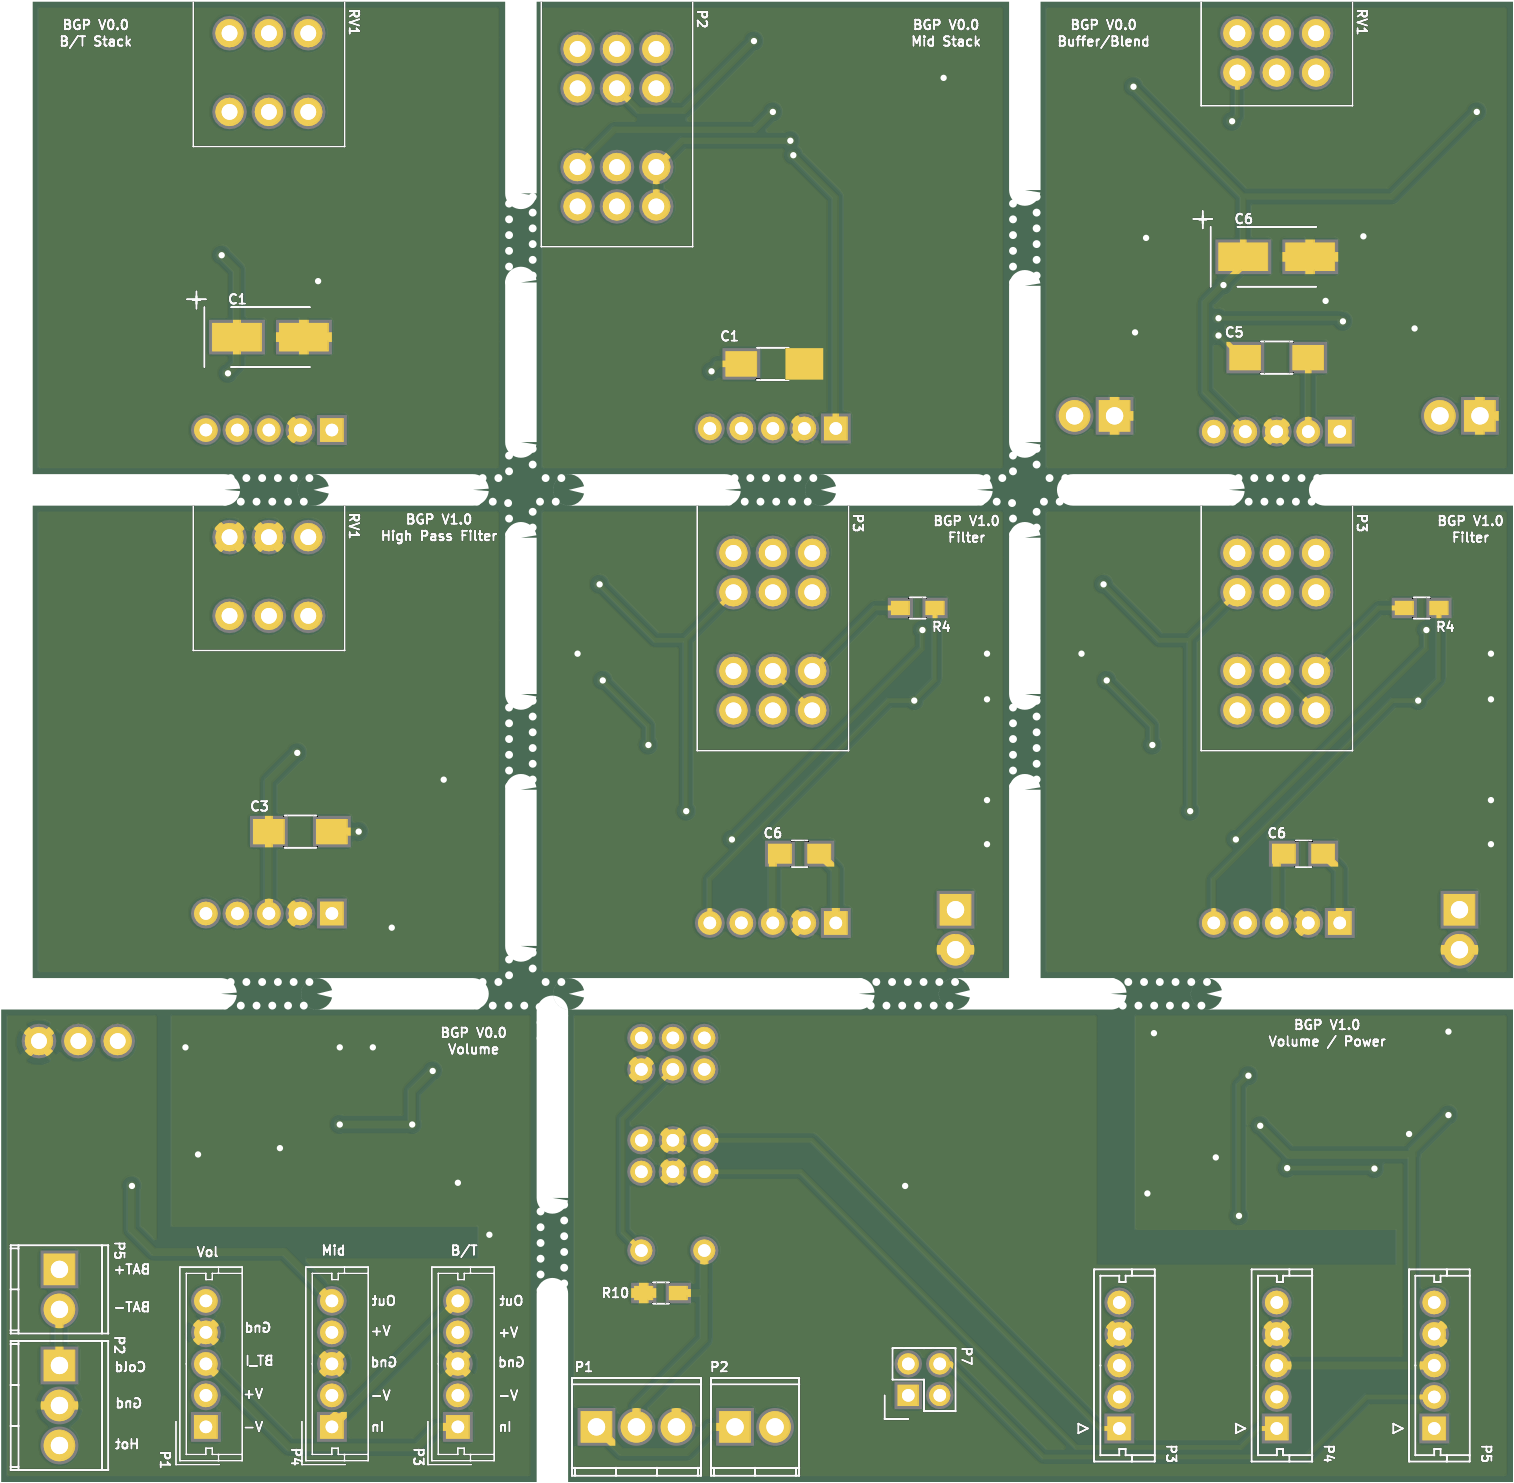 BGP V0.0
B/T Stack
RV1
C1
P2
BGP V0.0
Mid Stack
C1
BGP V0.0
Buffer/Blend
RV1
C6
C5
BGP V1.0
High Pass Filter
RV1
C3
P3
BGP V1.0
Filter
R4
C6
P3
BGP V1.0
Filter
R4
C6
BGP V0.0
Volume
P5
BAT+
BAT-
P2
Cold
Gnd
Hot
Vol
Gnd
BT_I
V+
V-
P1
Mid
Out
V+
Gnd
V-
In
P4
B/T
Out
V+
Gnd
V-
In
P3
BGP V1.0
Volume / Power
R10
P1
P2
P7
P3
P4
P5